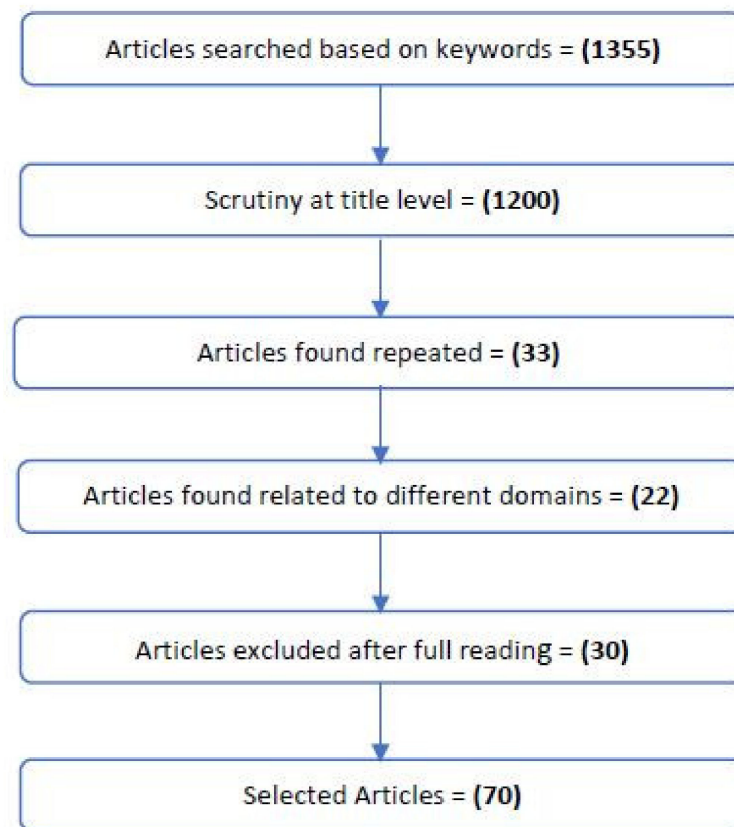 Articles searched based on keywords = (1355)
Scrutiny at title level = (1200)
Articles found repeated = (33)
Articles found related to different domains = (22)
Articles excluded after full reading = (30)
Selected Articles = (70)